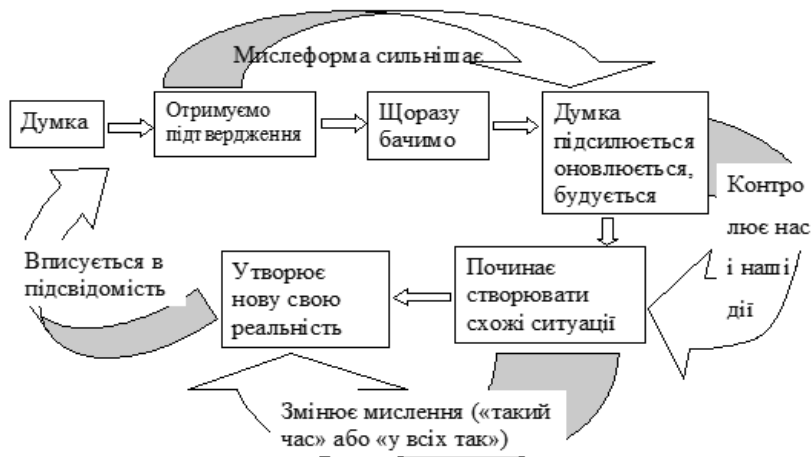 Мислеформа сильнішає
Думка
Отримуємо
підтвердження
Щоразу
бачимо
Думка
підсилюється
оновлюється,
будується
Контро
лює нас
і наші
дії
Починає
створювати
схожі ситуації
Утворює
нову свою
реальність
Вписується в
підсвідомість
Змінює мислення («такий
час» або «у всіх так»)